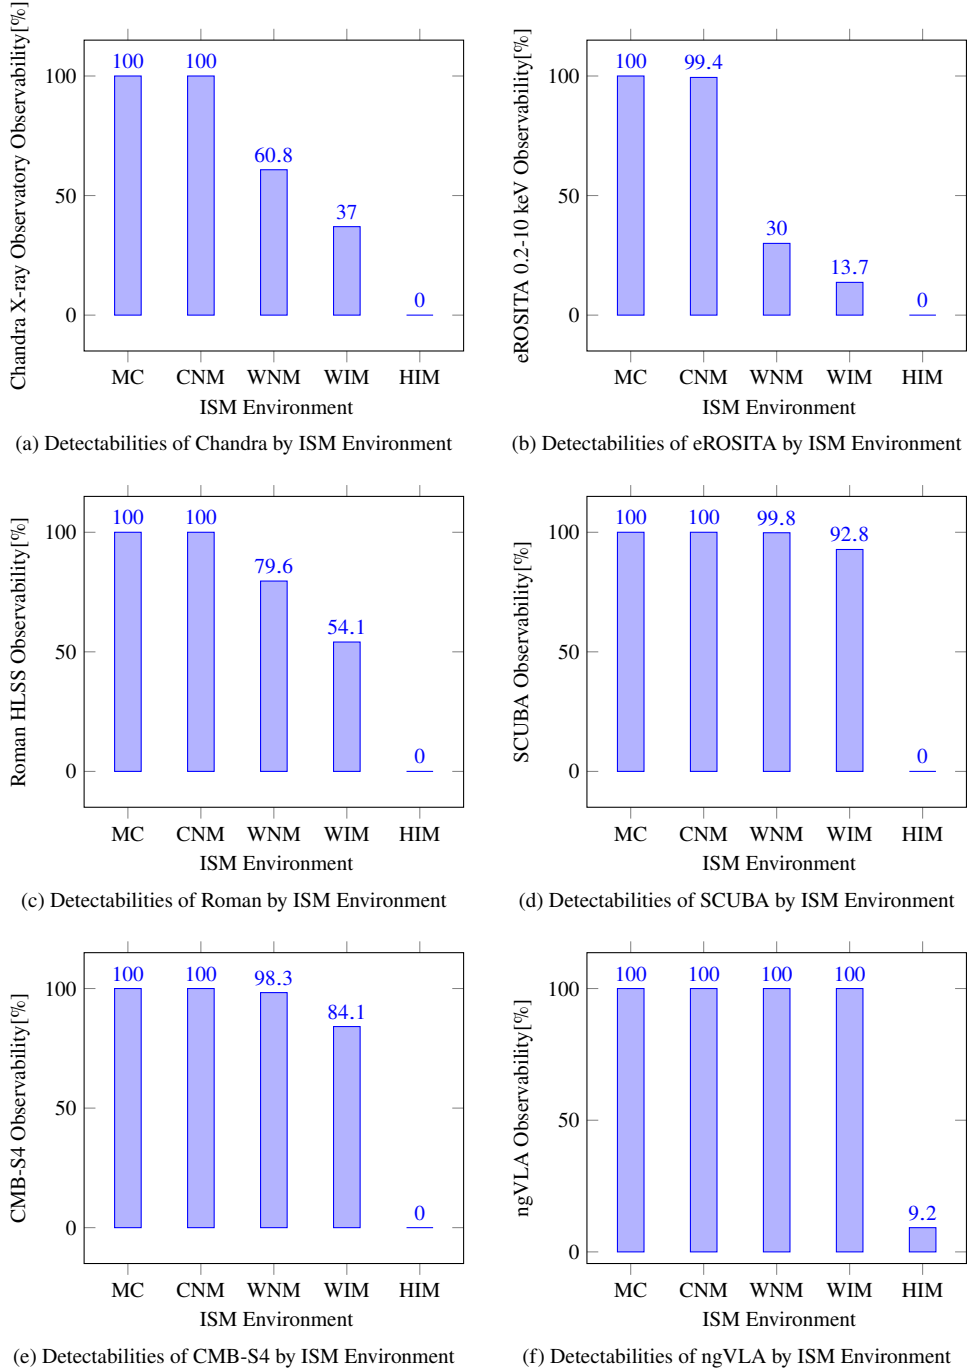 Chandra X-ray Observatory Observability[%]
100
50
0
100
100
60.8
37
0
MC CNM WNM WIM HIM
ISM Environment
(a) Detectabilities of Chandra by ISM Environment
eROSITA 0.2-10 keV Observability[%]
100
50
0
100
99.4
30
13.7
0
MC CNM WNM WIM HIM
ISM Environment
(b) Detectabilities of eROSITA by ISM Environment
Roman HLSS Observability[%]
100
50
0
100
100
79.6
54.1
0
MC CNM WNM WIM HIM
ISM Environment
(c) Detectabilities of Roman by ISM Environment
SCUBA Observability[%]
100
50
0
100
100
99.8
92.8
0
MC CNM WNM WIM HIM
ISM Environment
(d) Detectabilities of SCUBA by ISM Environment
CMB-S4 Observability[%]
100
50
0
100
100
98.3
84.1
0
MC CNM WNM WIM HIM
ISM Environment
(e) Detectabilities of CMB-S4 by ISM Environment
ngVLA Observability[%]
100
50
0
100
100
100
100
9.2
MC CNM WNM WIM HIM
ISM Environment
(f) Detectabilities of ngVLA by ISM Environment